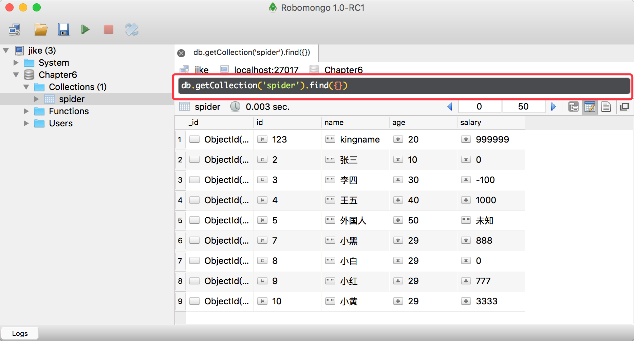 Robomongo 1.0-RC1
jike (3)
System
Chapter6
Collections (1)
spider
Functions
Users
db.getCollection('spider').find({})
jike localhost:27017 Chapter6
db.getCollection('spider').find({})
spider 0.003 sec. 0 50
_id id name age salary
1 ObjectId(... 123 kingname 20 999999
2 ObjectId(... 2 张三 10 0
3 ObjectId(... 3 李四 30 -100
4 ObjectId(... 4 王五 40 1000
5 ObjectId(... 5 外国人 50 未知
6 ObjectId(... 7 小黑 29 888
7 ObjectId(... 8 小白 29 0
8 ObjectId(... 9 小红 29 777
9 ObjectId(... 10 小黄 29 3333
Logs